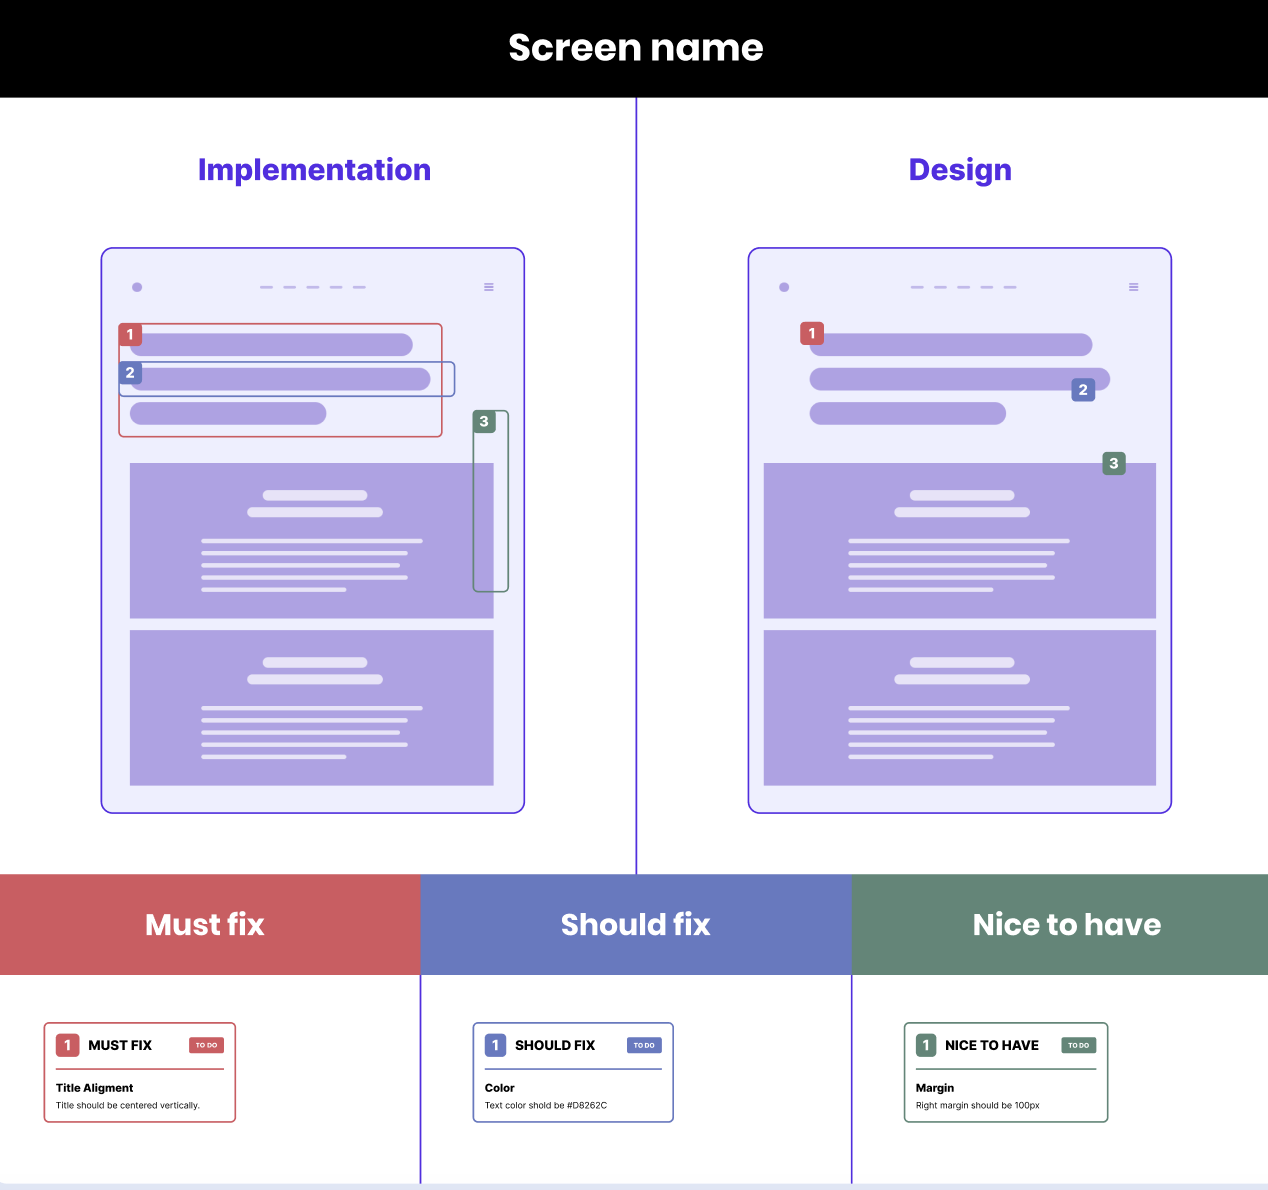 Screen name
Implementation
Design
1
2
3
1
2
3
Must fix
Should fix
Nice to have
1 MUST FIX TO DO
Title Aligment
Title should be centered vertically.
1 SHOULD FIX TO DO
Color
Text color shold be #D8262C
1 NICE TO HAVE TO DO
Margin
Right margin should be 100px